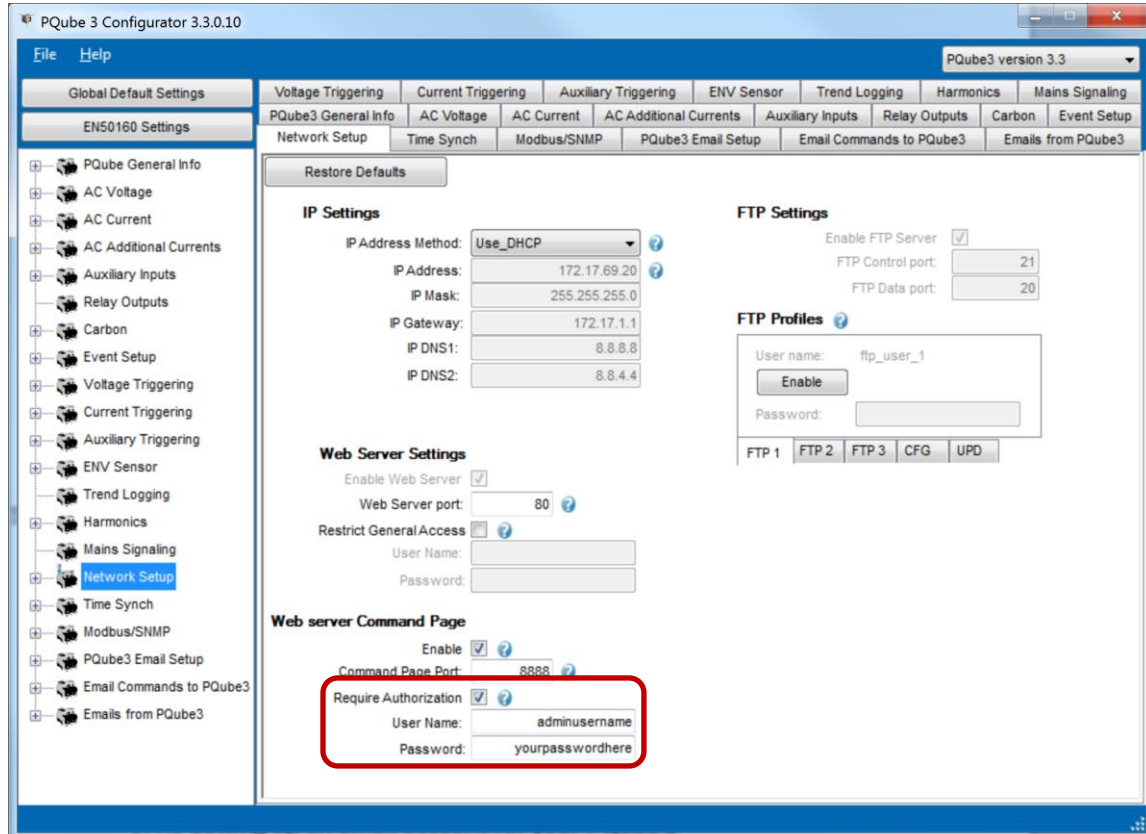 PQube 3 Configurator 3.3.0.10
File Help
PQube3 version 3.3
Global Default Settings
EN50160 Settings
PQube General Info
AC Voltage
AC Current
AC Additional Currents
Auxiliary Inputs
Relay Outputs
Carbon
Event Setup
Voltage Triggering
Current Triggering
Auxiliary Triggering
ENV Sensor
Trend Logging
Harmonics
Mains Signaling
Network Setup
Time Synch
Modbus/SNMP
PQube3 Email Setup
Email Commands to PQube3
Emails from PQube3
Voltage Triggering Current Triggering Auxiliary Triggering ENV Sensor Trend Logging Harmonics Mains Signaling
PQube3 General Info AC Voltage AC Current AC Additional Currents Auxiliary Inputs Relay Outputs Carbon Event Setup
Network Setup Time Synch Modbus/SNMP PQube3 Email Setup Email Commands to PQube3 Emails from PQube3
Restore Defaults
IP Settings
IP Address Method: Use_DHCP
IP Address: 172.17.69.20
IP Mask: 255.255.255.0
IP Gateway: 172.17.1.1
IP DNS1: 8.8.8.8
IP DNS2: 8.8.4.4
Web Server Settings
Enable Web Server
Web Server port: 80
Restrict General Access
User Name:
Password:
Web server Command Page
Enable
Command Page Port: 8888
Require Authorization
User Name: adminusername
Password: yourpasswordhere
FTP Settings
Enable FTP Server
FTP Control port: 21
FTP Data port: 20
FTP Profiles
User name: ftp_user_1
Enable
Password:
FTP 1 FTP 2 FTP 3 CFG UPD